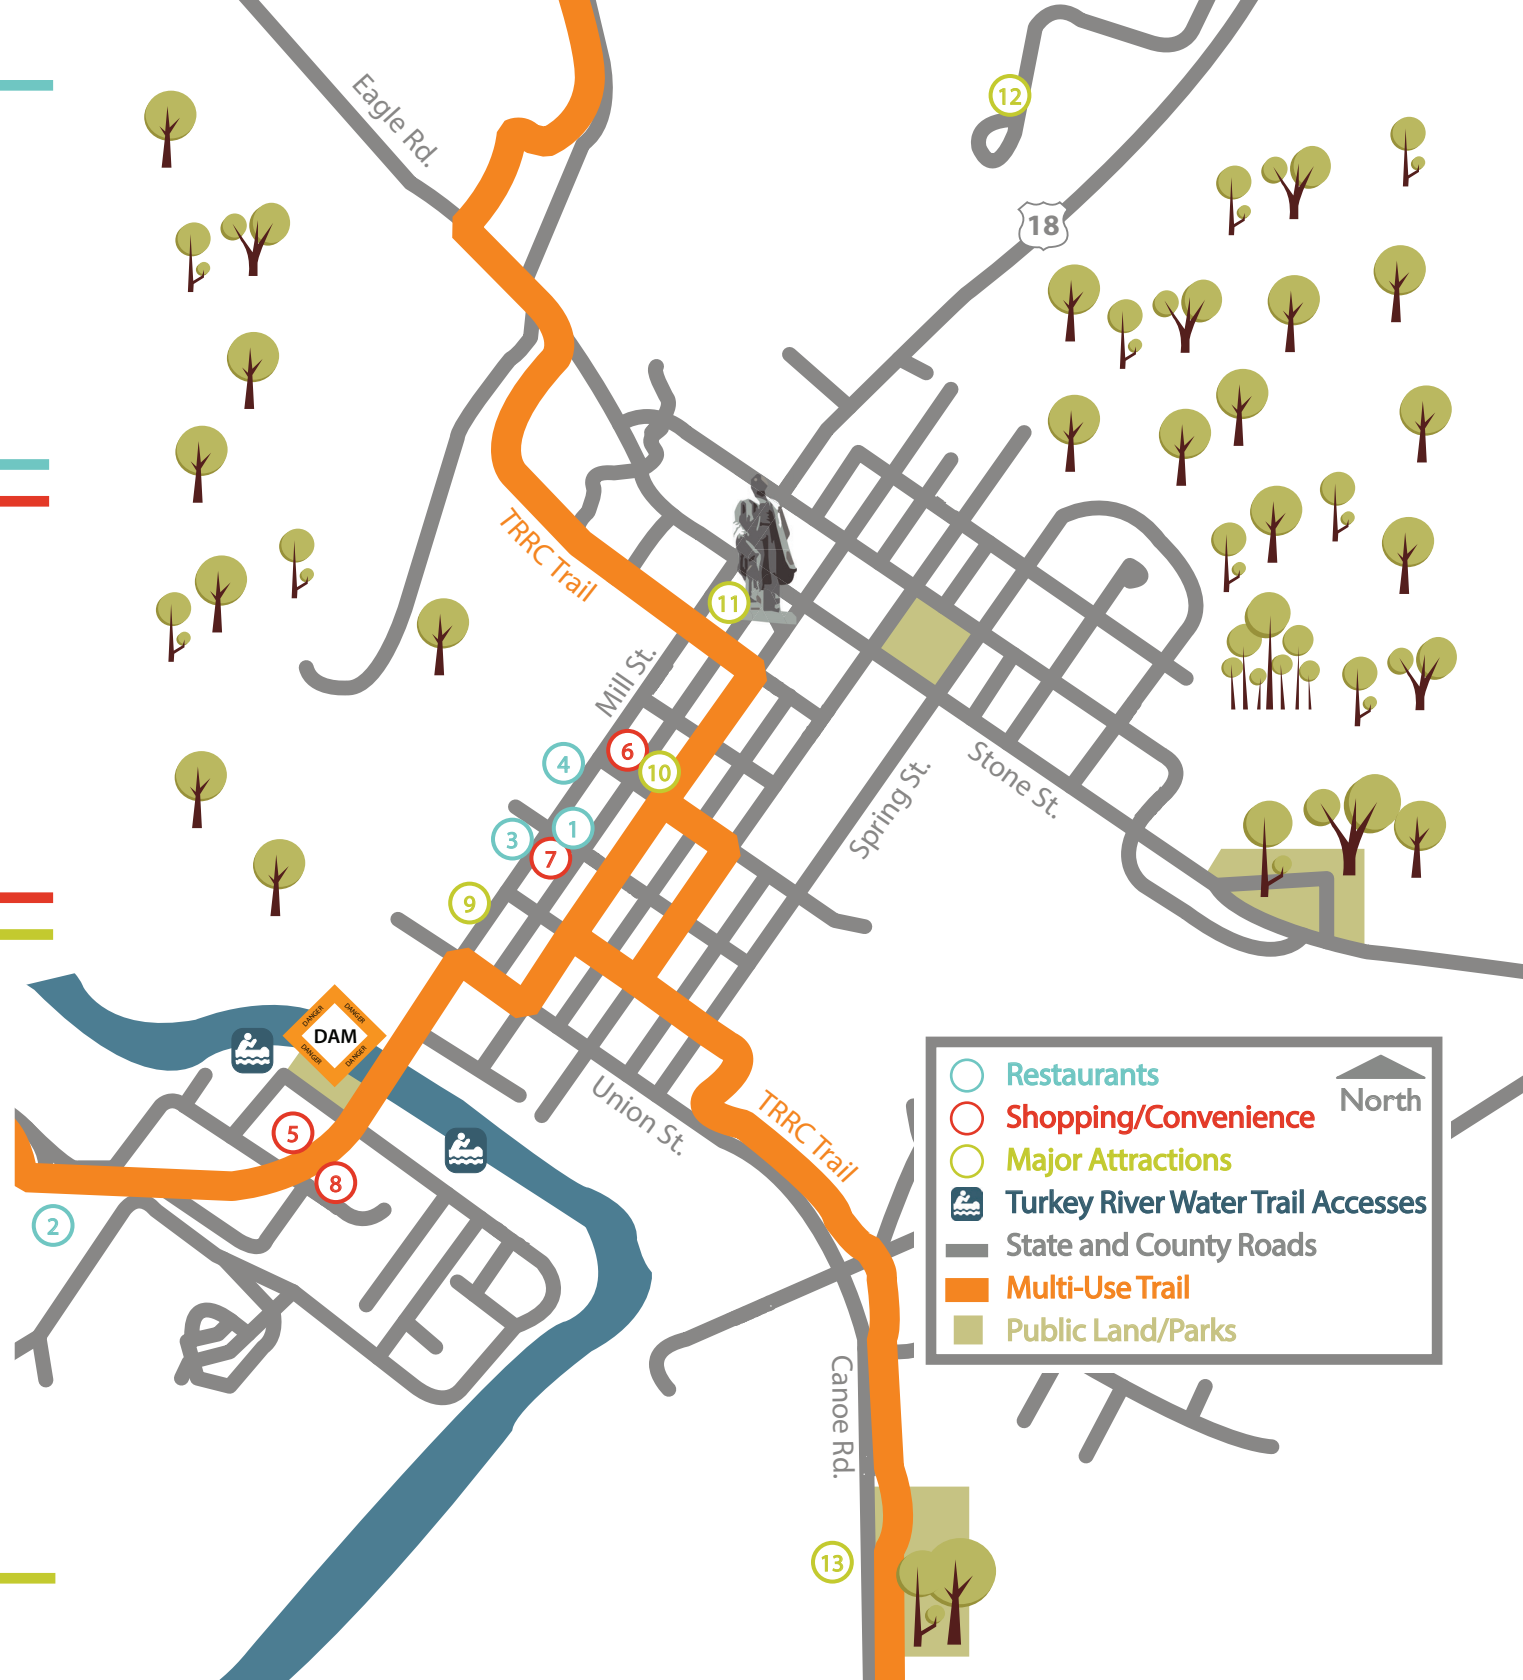 Eagle Rd.
12
18
TRRC Trail
11
Mill St.
6
4
10
Stone St.
Spring St.
1
3
7
9
DANGER
DANGER
DAM
DANGER
DANGER
Union St.
TRRC Trail
5
8
2
Canoe Rd.
13
Restaurants
North
Shopping/Convenience
Major Attractions
Turkey River Water Trail Accesses
State and County Roads
Multi-Use Trail
Public Land/Parks